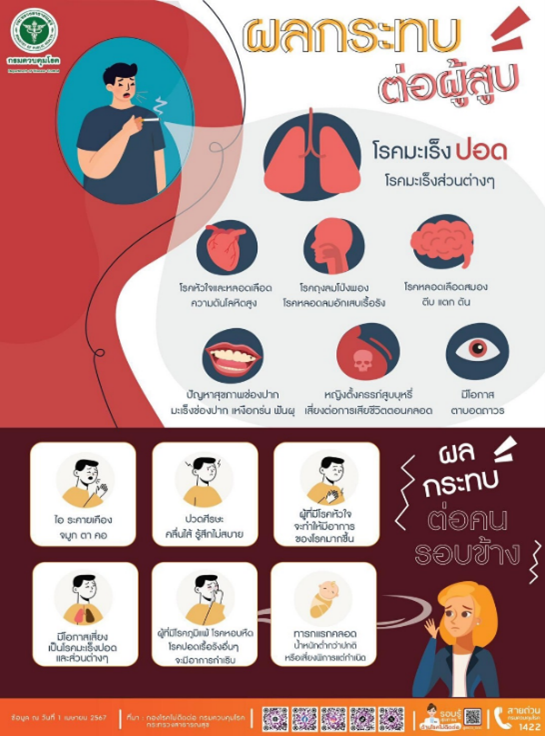 กรมควบคุมโรค
ผลกระทบ
ต่อผู้สูบ
โรคมะเร็งปอด
โรคมะเร็งส่วนต่างๆ
โรคหัวใจและหลอดเลือด
ความดันโลหิตสูง
โรคถุงลมโป่งพอง
โรคหลอดลมอักเสบเรื้อรัง
โรคหลอดเลือดสมอง
ตีบ แตก ตัน
ปัญหาสุขภาพช่องปาก
มะเร็งช่องปาก เหงือกร่น ฟันผุ
หญิงตั้งครรภ์สูบบุหรี่
เสี่ยงต่อการเสียชีวิตตอนคลอด
มีโอกาส
ตาบอดถาวร
ผล
กระทบ
ต่อคน
รอบข้าง
ไอ ระคายเคือง
จมูก ตา คอ
ปวดศีรษะ
คลื่นไส้ รู้สึกไม่สบาย
ผู้ที่มีโรคหัวใจ
จะทำให้มีอาการ
ของโรคมากขึ้น
มีโอกาสเสี่ยง
เป็นโรคมะเร็งปอด
และส่วนต่างๆ
ผู้ที่มีโรคภูมิแพ้ โรคหอบหืด
โรคปอดเรื้อรังอื่นๆ
จะมีอาการกำเริบ
ทารกแรกคลอด
น้ำหนักต่ำกว่าปกติ
หรือเสี่ยงพิการแต่กำเนิด
ข้อมูล ณ วันที่ 1 เมษายน 2567
ที่มา : กองโรคไม่ติดต่อ กรมควบคุมโรค
กระทรวงสาธารณสุข
รอบรู้
สายด่วน
กรมควบคุมโรค
1422